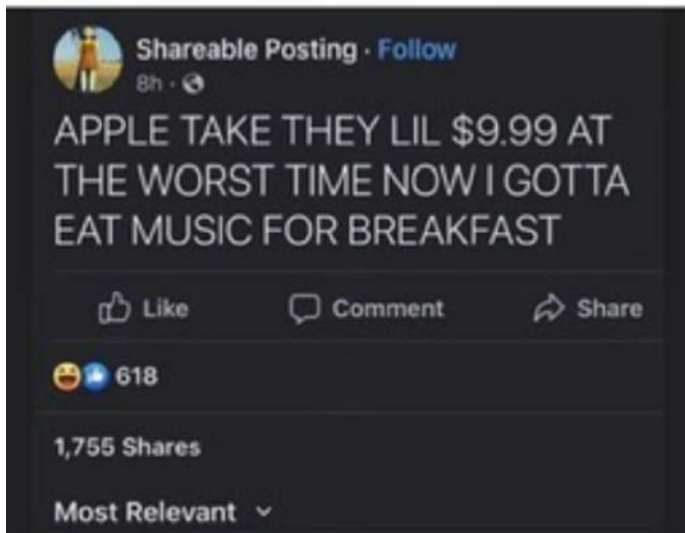 Shareable Posting · Follow
8h ·
APPLE TAKE THEY LIL $9.99 AT
THE WORST TIME NOW I GOTTA
EAT MUSIC FOR BREAKFAST
Like Comment Share
618
1,755 Shares
Most Relevant